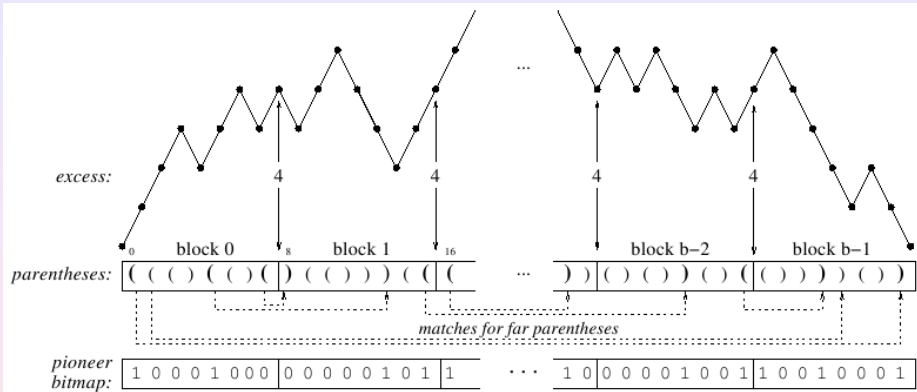 ...
excess: 4 4 4 4
0 block 0 8 block 1 16 block b-2 block b-1
parentheses: ( ( ( ) ( ( ) ( ) ( ( ) ) ) ( ( ( ... ) ) ( ) ( ) ) ( ) ( ( ) ) ) ) ( ) )
matches for far parentheses
pioneer
bitmap: 1 0 0 0 1 0 0 0 0 0 0 0 0 1 0 1 1 ... 1 0 0 0 0 0 1 0 0 1 1 0 0 1 0 0 0 1